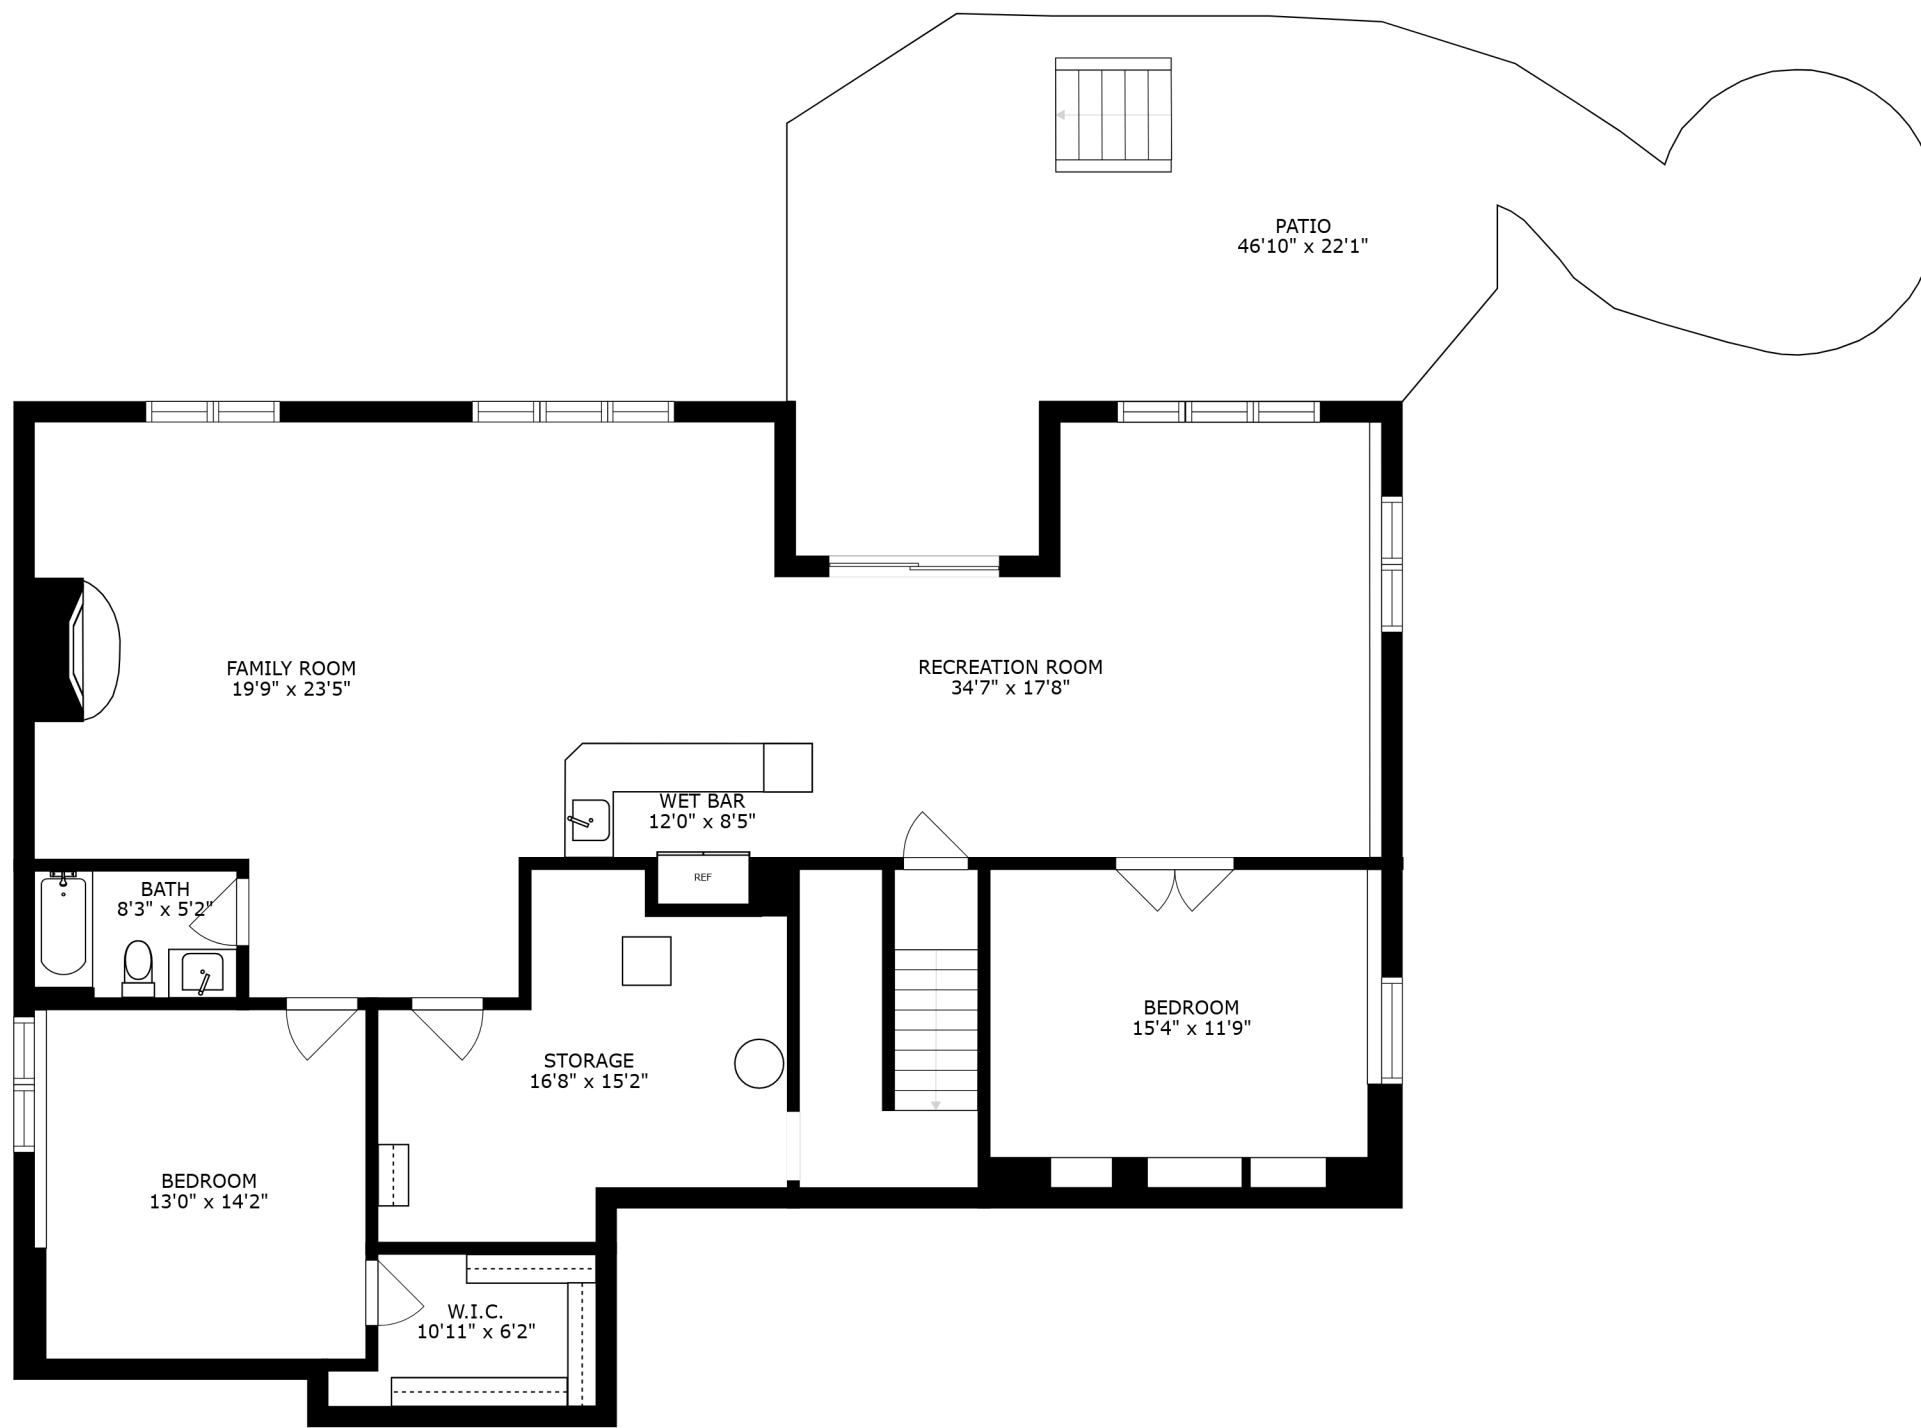 PATIO
46'10" x 22'1"
FAMILY ROOM
19'9" x 23'5"
RECREATION ROOM
34'7" x 17'8"
WET BAR
12'0" x 8'5"
REF
BATH
8'3" x 5'2"
BEDROOM
15'4" x 11'9"
STORAGE
16'8" x 15'2"
BEDROOM
13'0" x 14'2"
W.I.C.
10'11" x 6'2"